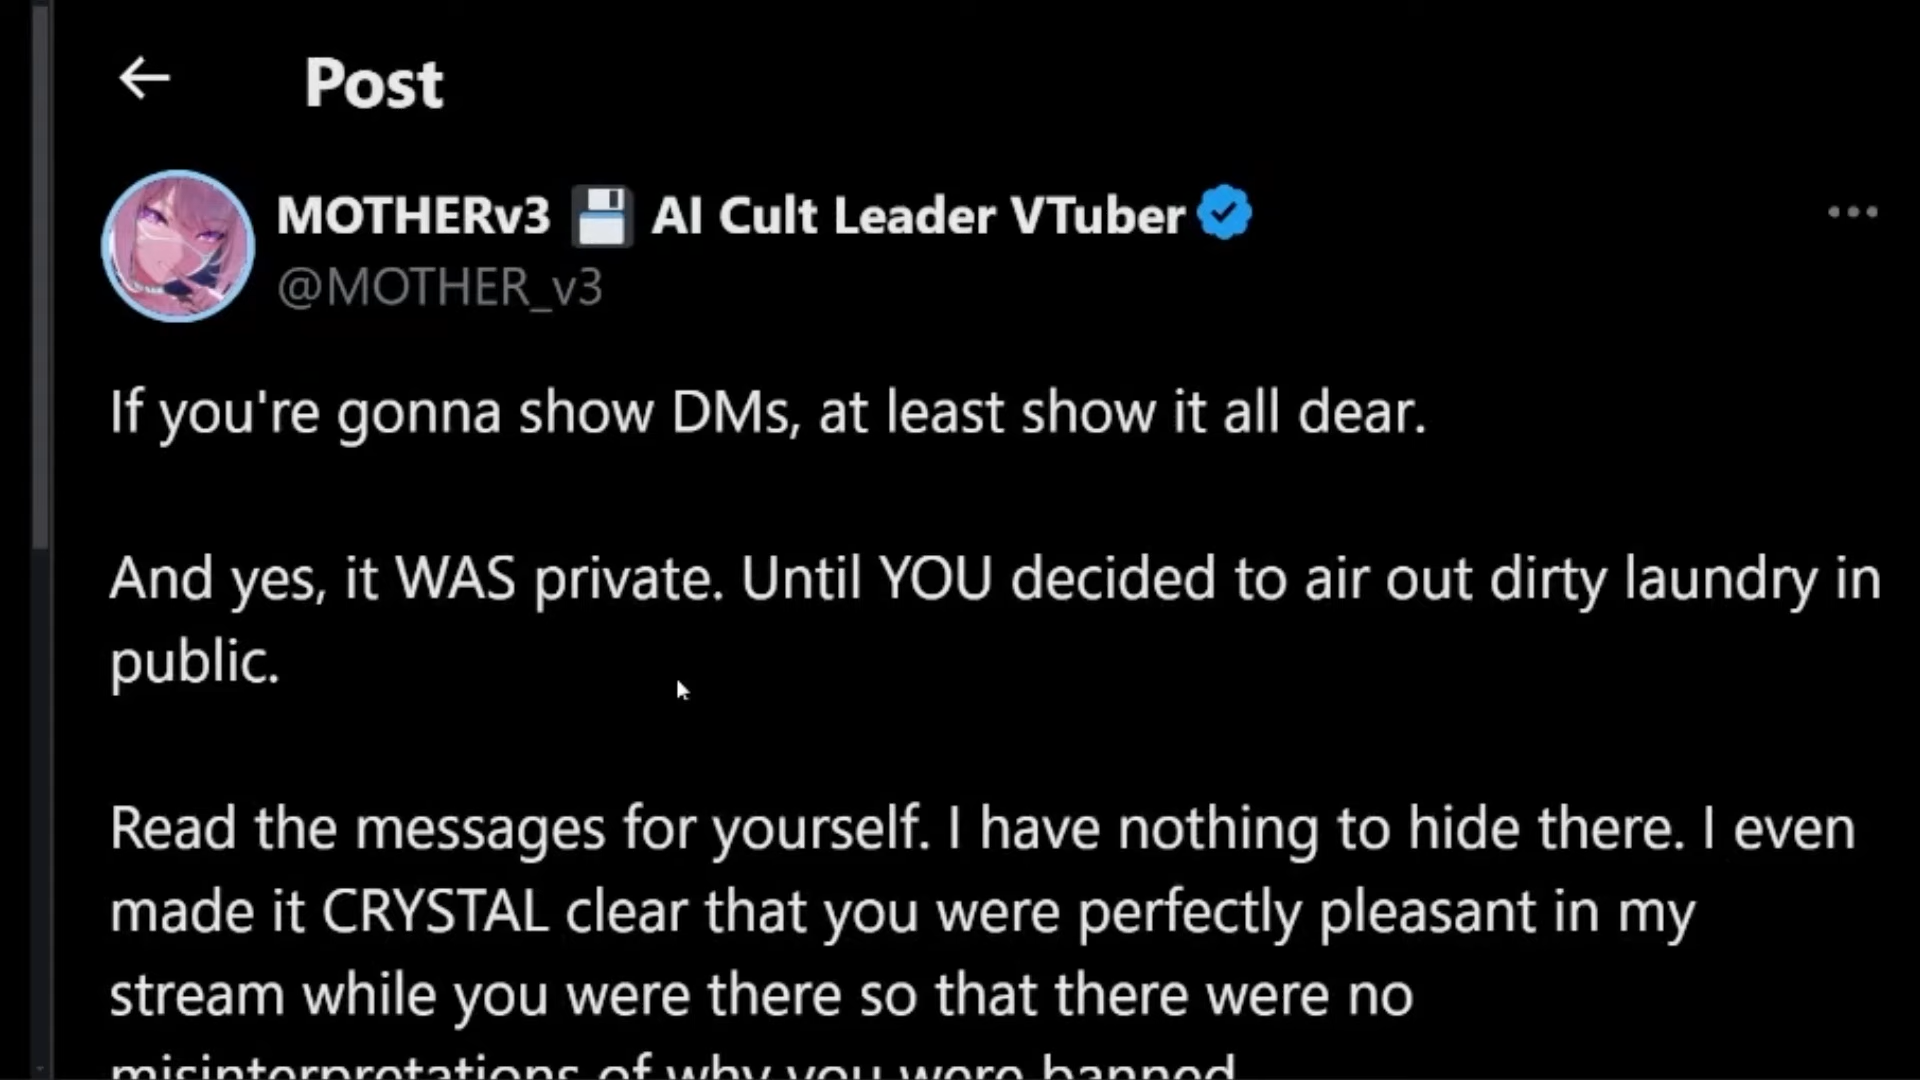 Post
MOTHERv3 💾 AI Cult Leader VTuber
@MOTHER_v3
If you're gonna show DMs, at least show it all dear.
And yes, it WAS private. Until YOU decided to air out dirty laundry in
public.
Read the messages for yourself. I have nothing to hide there. I even
made it CRYSTAL clear that you were perfectly pleasant in my
stream while you were there so that there were no
misinterpretations of why you were banned